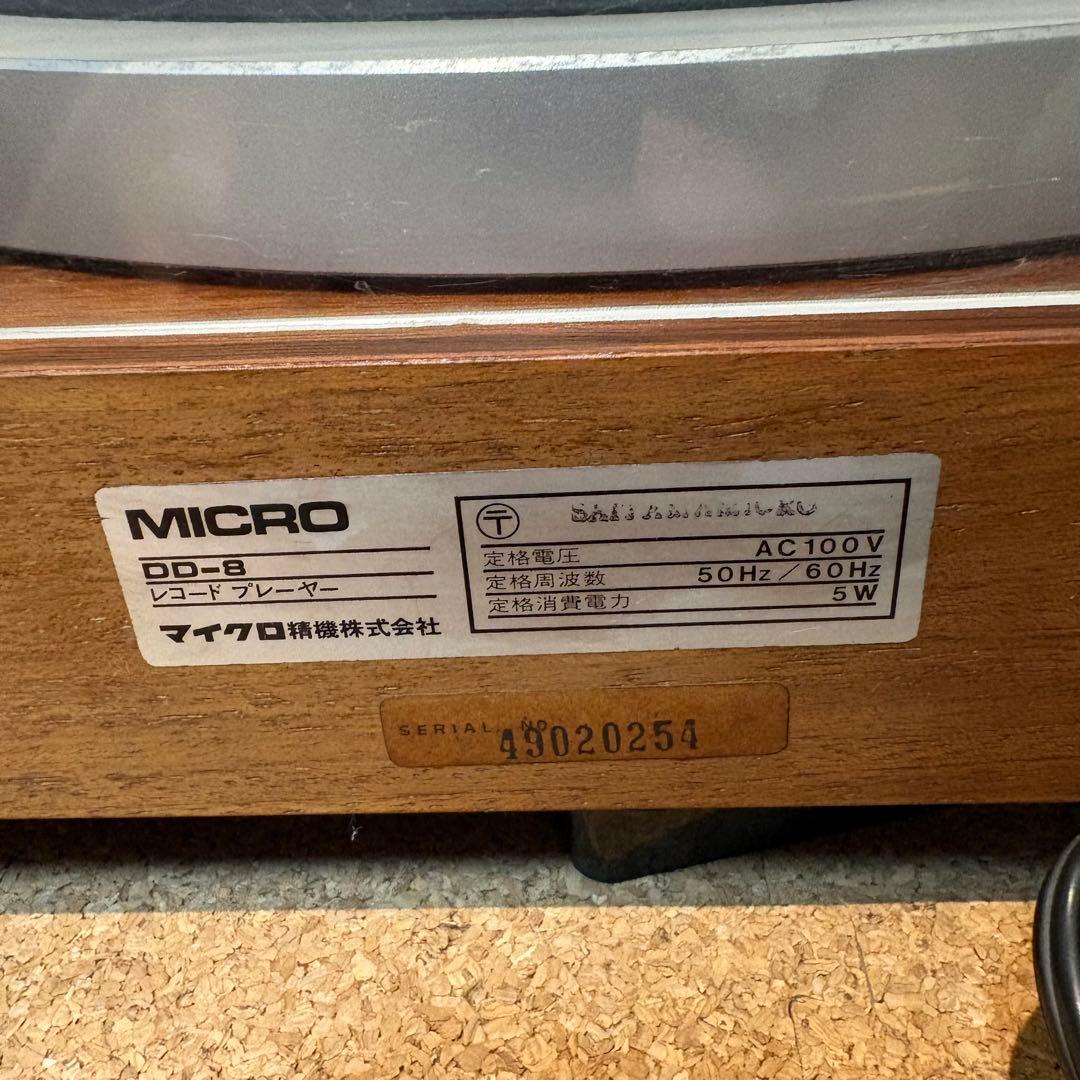 MICRO
DD-8
レコード プレーヤー
マイクロ精機株式会社
〒
定格電圧 AC100V
定格周波数 50Hz/60Hz
定格消費電力 5W
SERIAL NO.
49020254